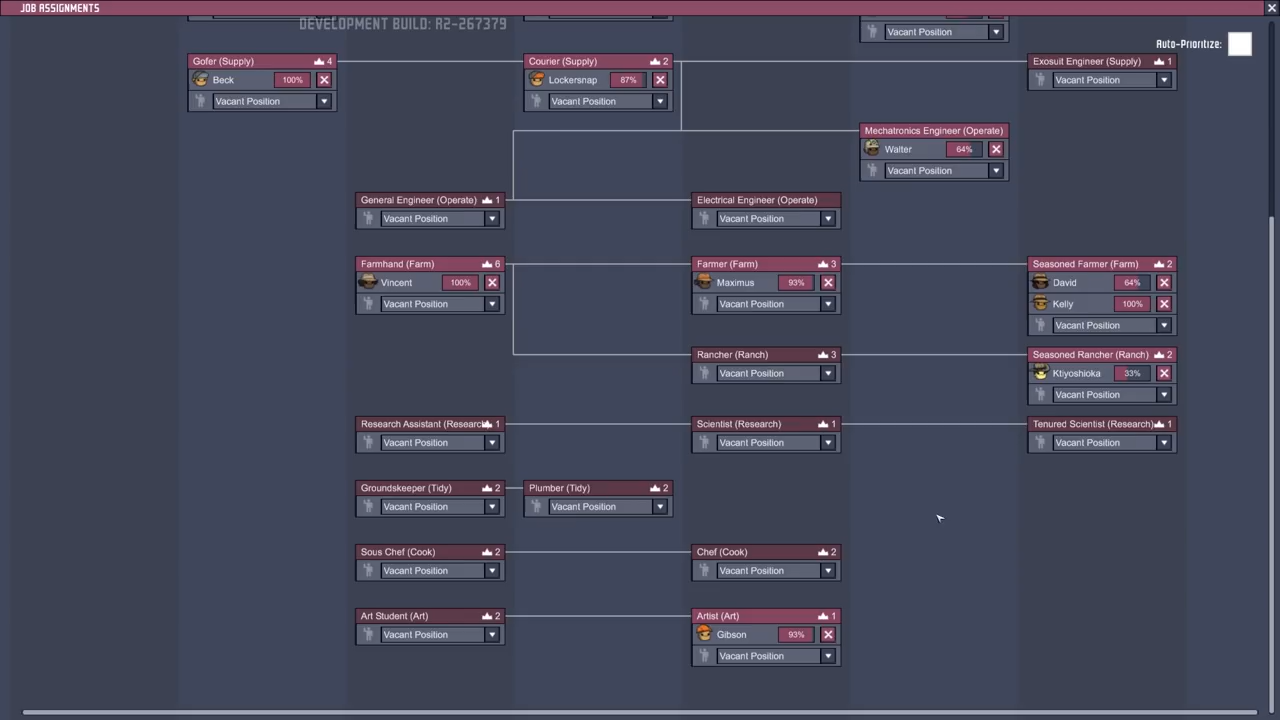 JOB ASSIGNMENTS
DEVELOPMENT BUILD: R2-267379
Vacant Position
Auto-Prioritize:
Gofer (Supply) 4
Beck 100%
Vacant Position
Courier (Supply) 2
Lockersnap 87%
Vacant Position
Exosuit Engineer (Supply) 1
Vacant Position
Mechatronics Engineer (Operate)
Walter 64%
Vacant Position
General Engineer (Operate) 1
Vacant Position
Electrical Engineer (Operate)
Vacant Position
Farmhand (Farm) 6
Vincent 100%
Vacant Position
Farmer (Farm) 3
Maximus 93%
Vacant Position
Seasoned Farmer (Farm) 2
David 64%
Kelly 100%
Vacant Position
Rancher (Ranch) 3
Vacant Position
Seasoned Rancher (Ranch) 2
Ktiyoshioka 33%
Vacant Position
Research Assistant (Research 1
Vacant Position
Scientist (Research) 1
Vacant Position
Tenured Scientist (Research) 1
Vacant Position
Groundskeeper (Tidy) 2
Vacant Position
Plumber (Tidy) 2
Vacant Position
Sous Chef (Cook) 2
Vacant Position
Chef (Cook) 2
Vacant Position
Art Student (Art) 2
Vacant Position
Artist (Art) 1
Gibson 93%
Vacant Position